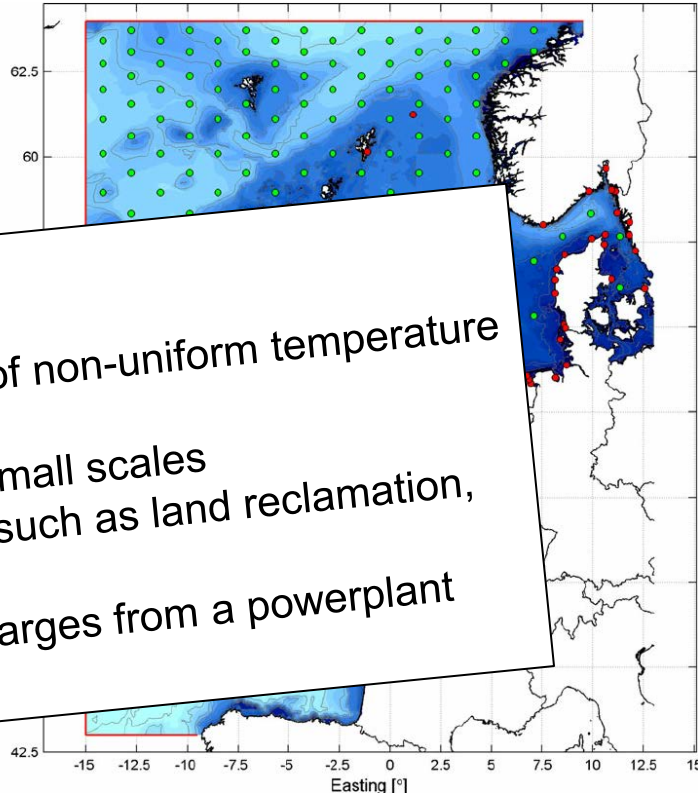 62.5
60
of non-uniform temperature
mall scales
such as land reclamation,
arges from a powerplant
42.5
-15 -12.5 -10 -7.5 -5 -2.5 0 2.5 5 7.5 10 12.5 15
Easting [°]